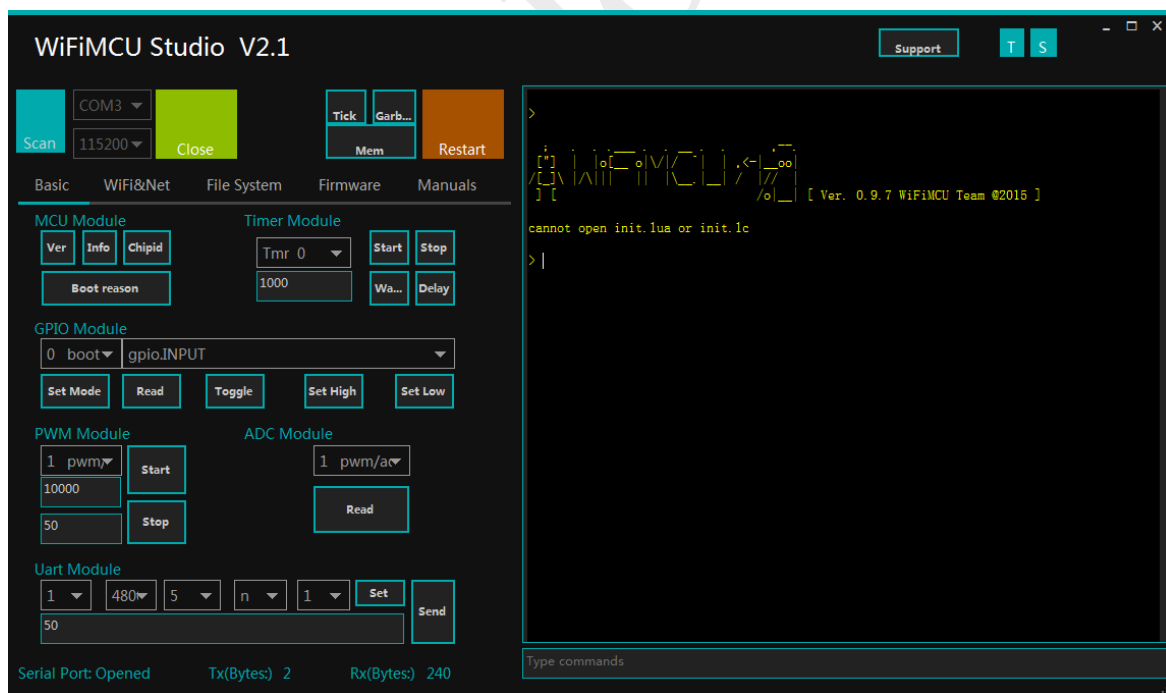 WiFiMCU Studio V2.1
Support
T S
Scan
COM3
115200
Close
Tick Garb...
Mem
Restart
Basic WiFi&Net File System Firmware Manuals
MCU Module
Ver Info Chipid
Boot reason
Timer Module
Tmr 0
1000
Start Stop
Wa... Delay
GPIO Module
0 boot gpio.INPUT
Set Mode Read Toggle Set High Set Low
PWM Module
1 pwm/
10000
50
Start
Stop
ADC Module
1 pwm/ad
Read
Uart Module
1 480 5 n 1 Set
50
Send
Serial Port: Opened Tx(Bytes:) 2 Rx(Bytes:) 240
>
[ Ver. 0.9.7 WiFiMCU Team @2015 ]
cannot open init.lua or init.lc
>
Type commands